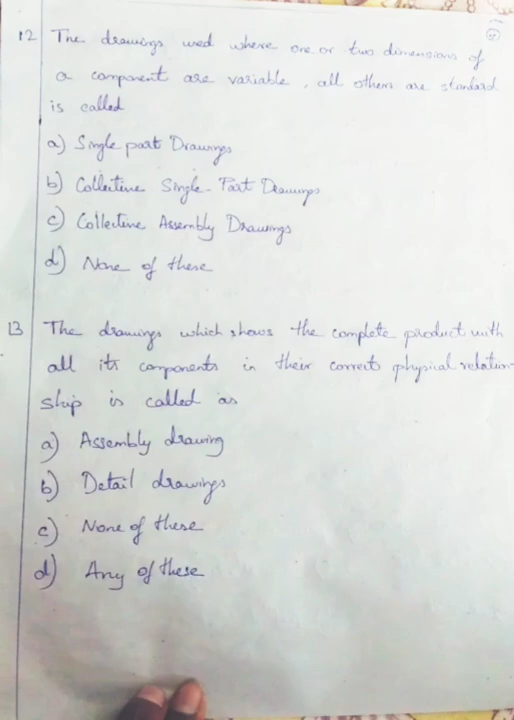 12 The drawings used where one or two dimensions of
a component are variable, all others are standard
is called
a) Single part Drawings
b) Collective Single-Part Drawings
c) Collective Assembly Drawings
d) None of these
13 The drawings which shows the complete product with
all its components in their correct physical relation-
ship is called as
a) Assembly drawing
b) Detail drawings
c) None of these
d) Any of these